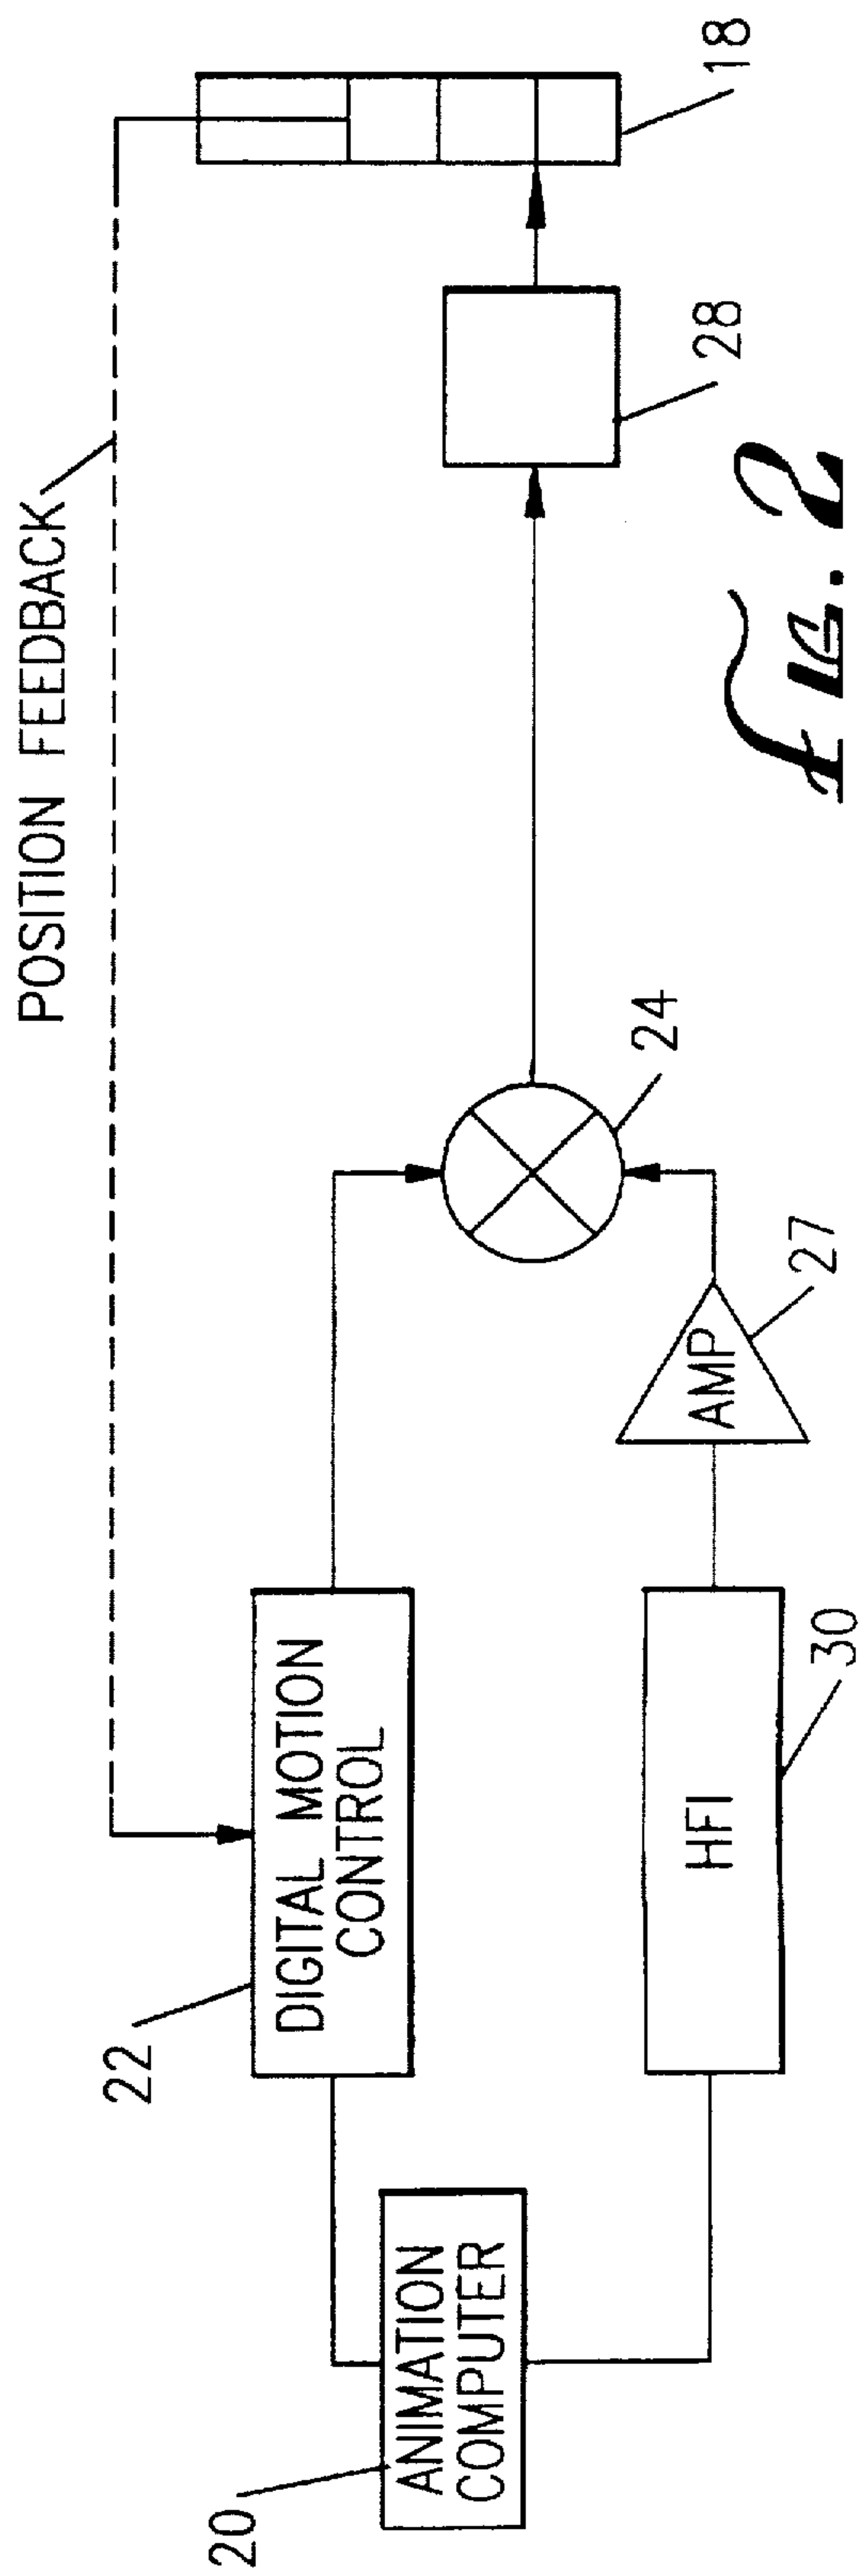 POSITION FEEDBACK
22
DIGITAL MOTION
CONTROL
20
ANIMATION
COMPUTER
HFI
30
AMP
27
24
28
18
FIG. 2